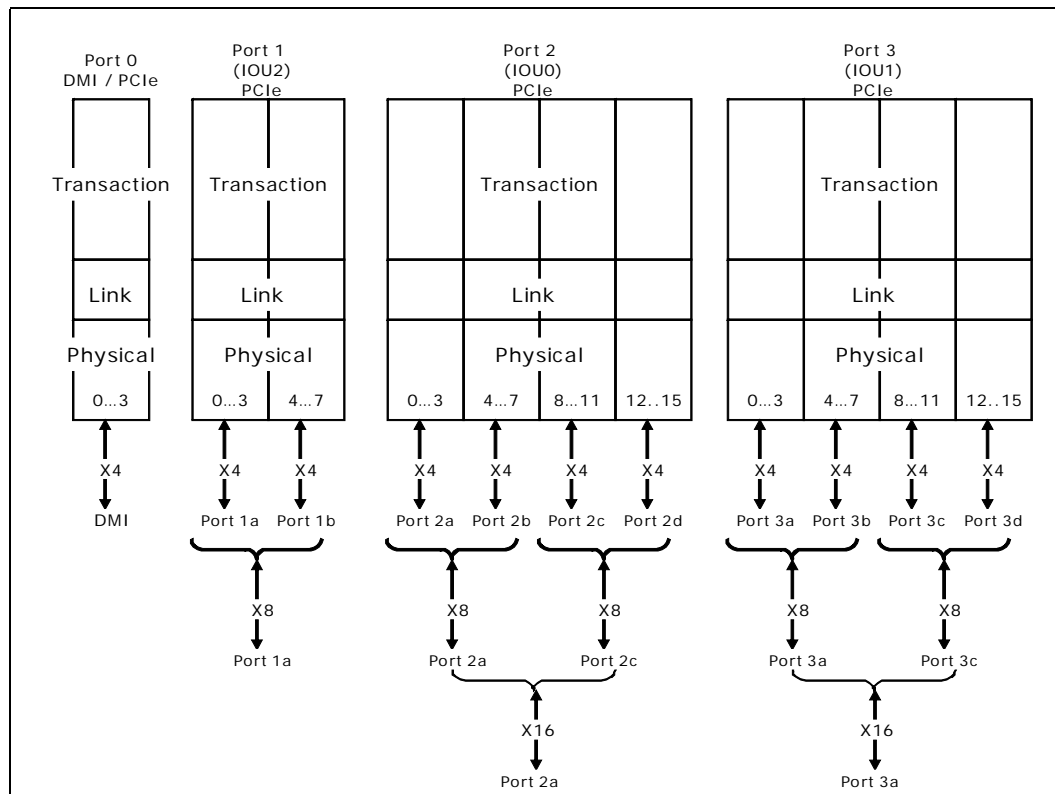 Port 0
DMI / PCIe
Port 1
(IOU2)
PCIe
Port 2
(IOU0)
PCIe
Port 3
(IOU1)
PCIe
Transaction
Transaction
Transaction
Transaction
Link
Link
Link
Link
Physical
Physical
Physical
Physical
0...3
0...3
4...7
0...3
4...7
8...11
12..15
0...3
4...7
8...11
12..15
X4
X4
X4
X4
X4
X4
X4
X4
X4
X4
X4
DMI
Port 1a
Port 1b
Port 2a
Port 2b
Port 2c
Port 2d
Port 3a
Port 3b
Port 3c
Port 3d
X8
X8
X8
X8
X8
Port 1a
Port 2a
Port 2c
Port 3a
Port 3c
X16
X16
Port 2a
Port 3a